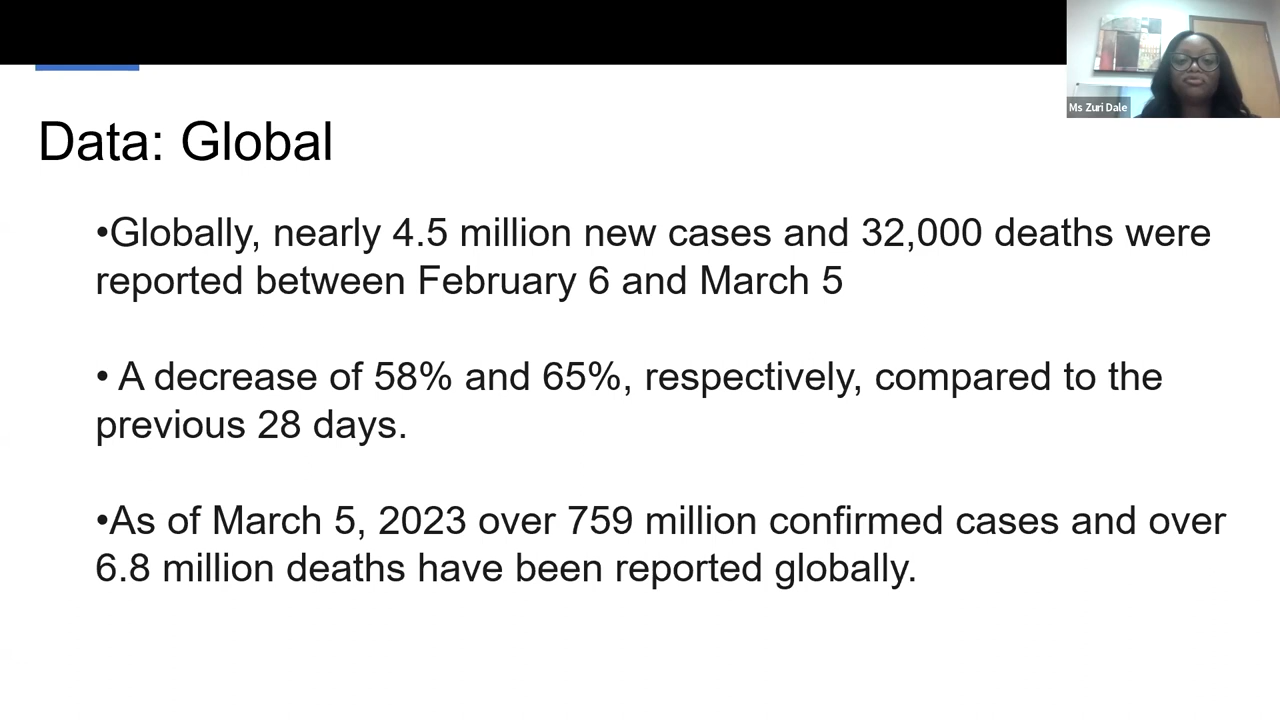 Ms Zuri Dale
Data: Global
•Globally, nearly 4.5 million new cases and 32,000 deaths were
reported between February 6 and March 5
• A decrease of 58% and 65%, respectively, compared to the
previous 28 days.
•As of March 5, 2023 over 759 million confirmed cases and over
6.8 million deaths have been reported globally.